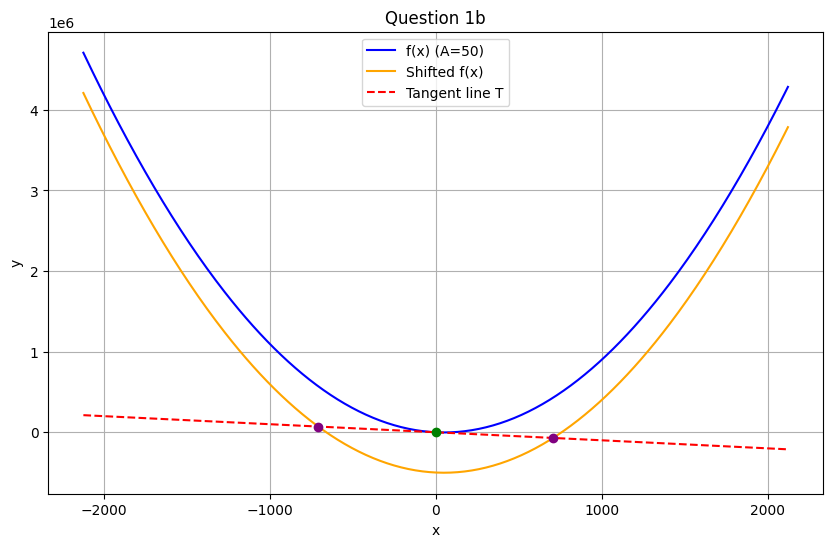 Question 1b
1e6
f(x) (A=50)
Shifted f(x)
Tangent line T
4
3
2
1
0
y
−2000 −1000 0 1000 2000
x